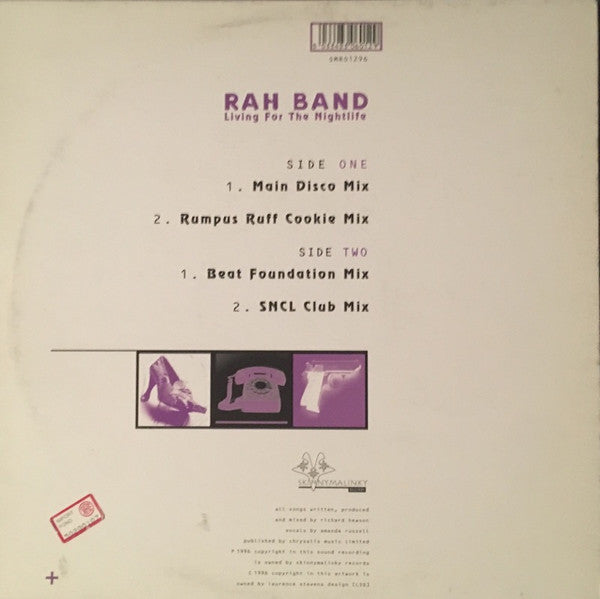 SMR61296
RAH BAND
Living For The Nightlife
SIDE ONE
1. Main Disco Mix
2. Rumpus Ruff Cookie Mix
SIDE TWO
1. Beat Foundation Mix
2. SNCL Club Mix
SKINNYMALINKY
all songs written, produced
and mixed by richard hewson
vocals by amanda russell
published by chrysalis music limited
P 1996 copyright in this sound recording
is owned by skinnymalinky records
C 1996 copyright in this artwork is
owned by laurence stevens design [LSD]